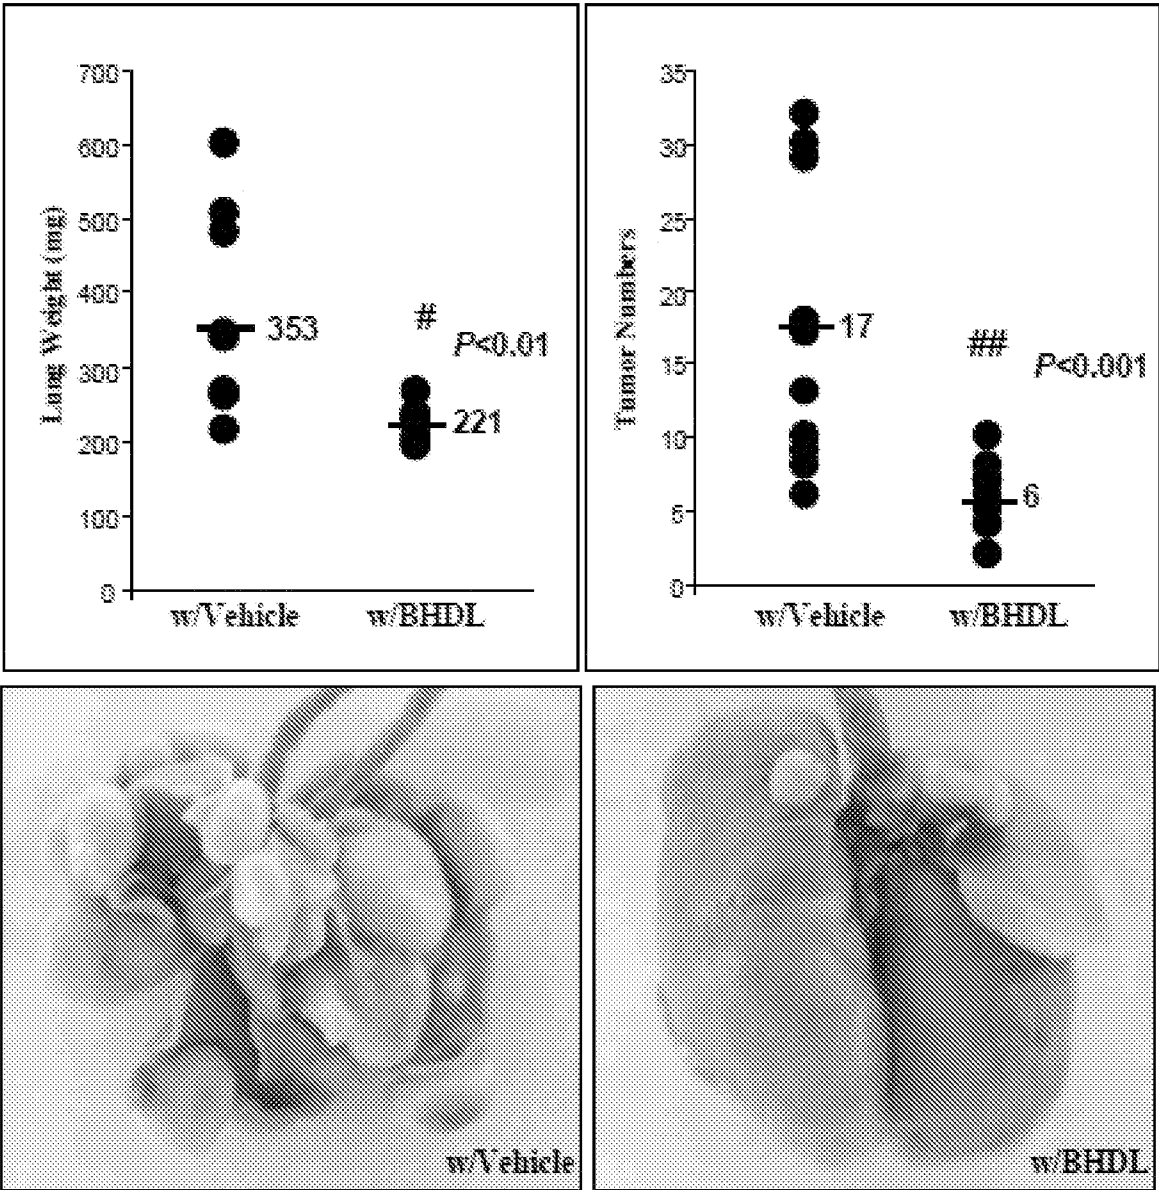 700
600
500
400
300
200
100
0
Lung Weight (mg)
353
#
P<0.01
221
w/Vehicle
w/BHDL
35
30
25
20
15
10
5
0
Tumor Numbers
17
##
P<0.001
6
w/Vehicle
w/BHDL
w/Vehicle
w/BHDL